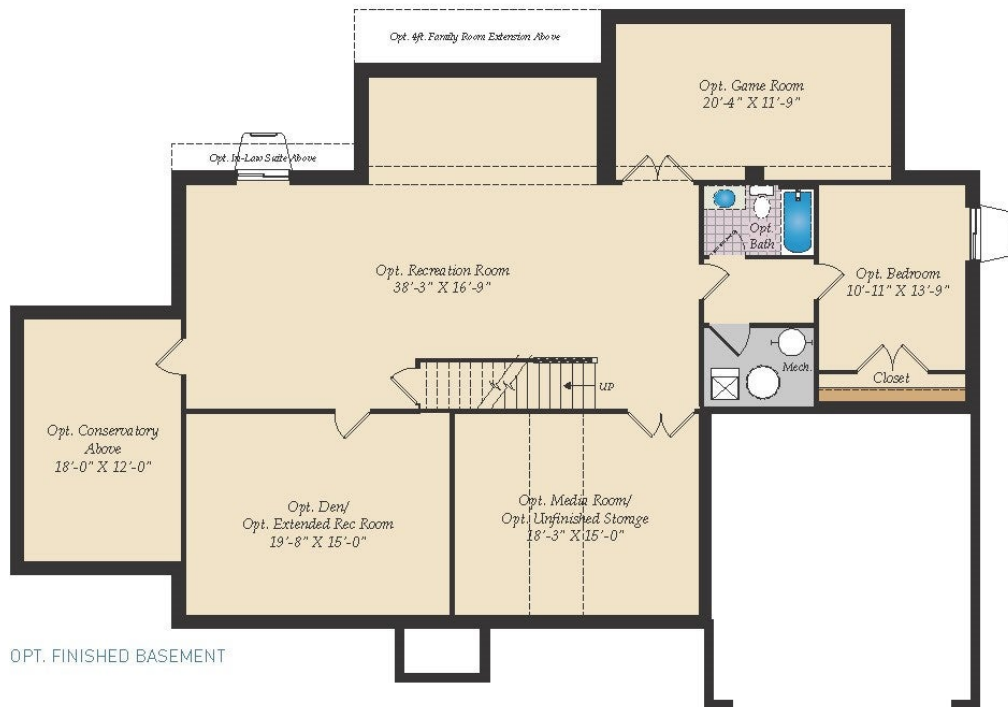 Opt. 4ft. Family Room Extension Above
Opt. Game Room
20'-4" X 11'-9"
Opt. In-Law Suite Above
Opt.
Bath
Opt. Recreation Room
38'-3" X 16'-9"
Opt. Bedroom
10'-11" X 13'-9"
Mech.
Closet
UP
Opt. Conservatory
Above
18'-0" X 12'-0"
Opt. Den/
Opt. Extended Rec Room
19'-8" X 15'-0"
Opt. Media Room/
Opt. Unfinished Storage
18'-3" X 15'-0"
OPT. FINISHED BASEMENT